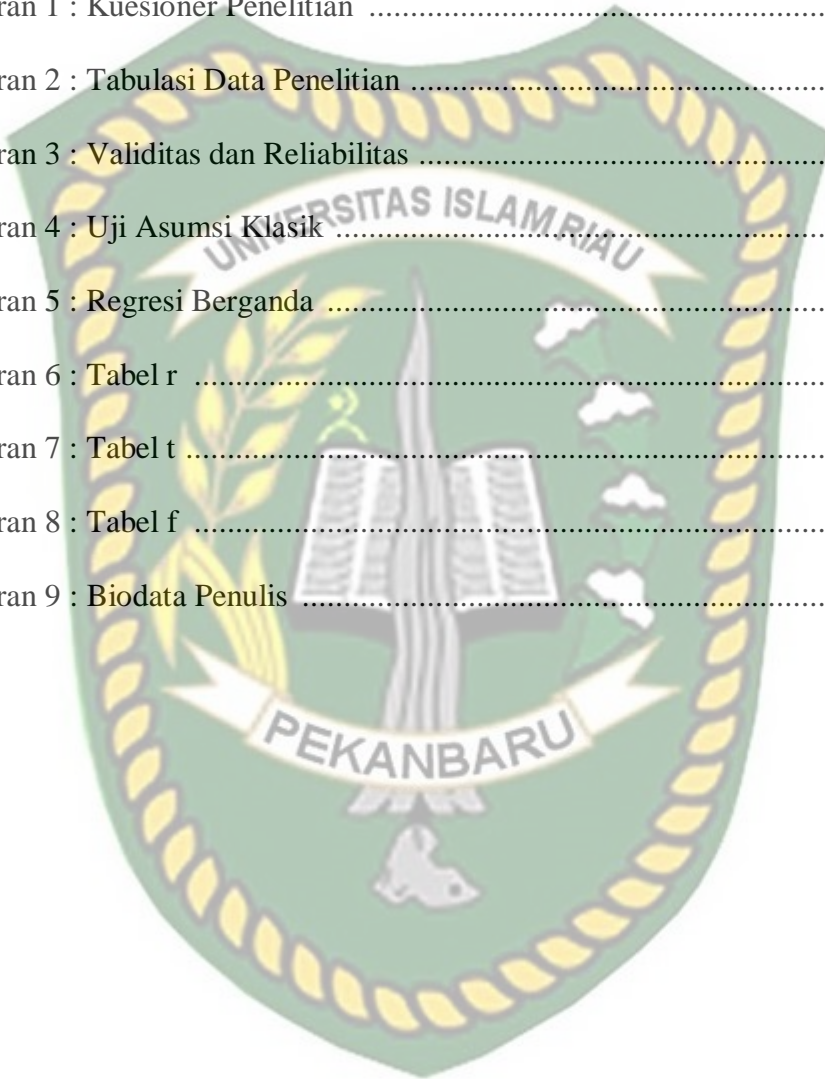 ran 1 : Kuesioner Penelitian ....................................................................
ran 2 : Tabulasi Data Penelitian ..............................................................
ran 3 : Validitas dan Reliabilitas .............................................................
UNIVERSITAS ISLAM RIAU
ran 4 : Uji Asumsi Klasik .........................................................................
ran 5 : Regresi Berganda ..........................................................................
ran 6 : Tabel r ............................................................................................
ran 7 : Tabel t .............................................................................................
ran 8 : Tabel f ............................................................................................
ran 9 : Biodata Penulis ..............................................................................
PEKANBARU